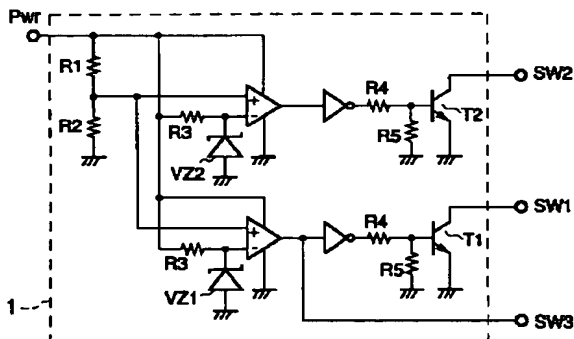 Pwr
R1
R2
R3
VZ2
R4
R5
T2
SW2
R3
VZ1
R4
R5
T1
SW1
SW3
1
+
-
+
-